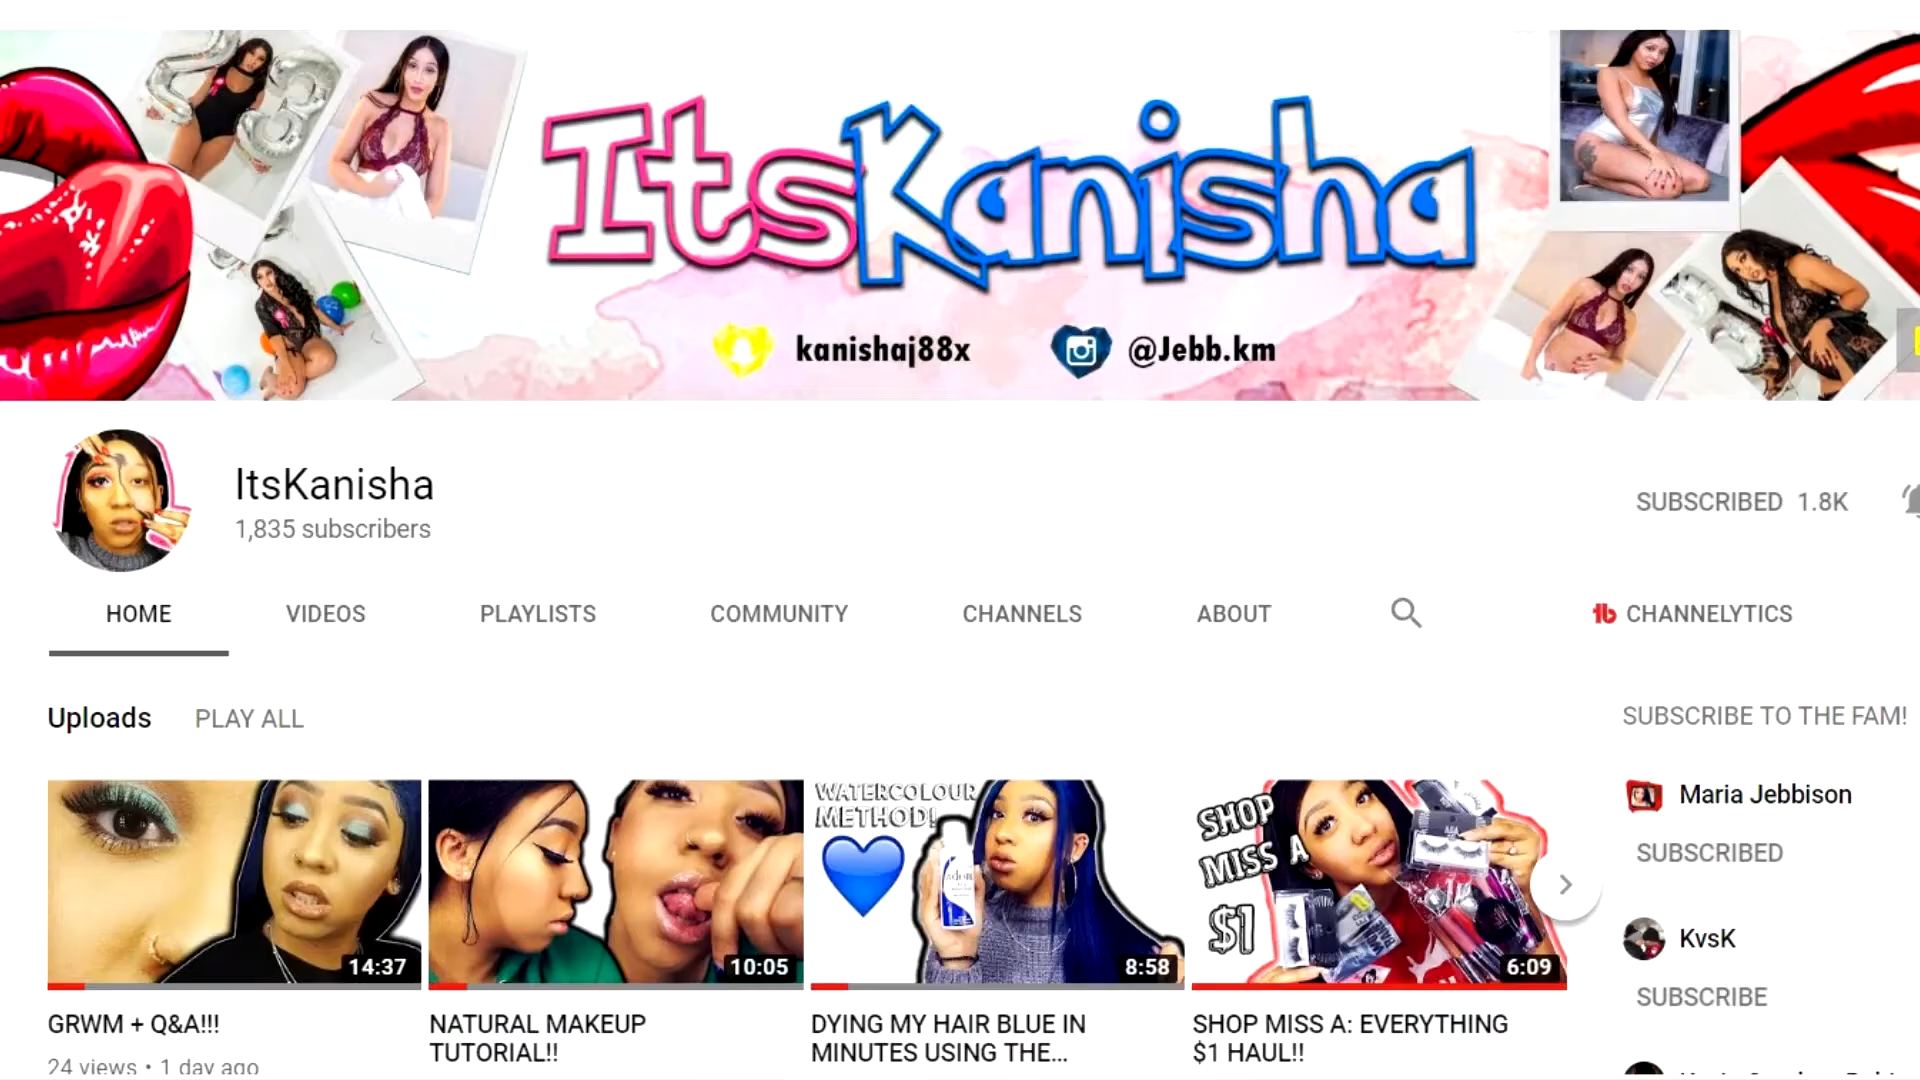 23
ItsKanisha
kanishaj88x
@Jebb.km
ItsKanisha
1,835 subscribers
SUBSCRIBED 1.8K
HOME
VIDEOS
PLAYLISTS
COMMUNITY
CHANNELS
ABOUT
tb CHANNELYTICS
Uploads PLAY ALL
SUBSCRIBE TO THE FAM!
14:37
10:05
WATERCOLOUR
METHOD!
8:58
SHOP
MISS A
$1
6:09
GRWM + Q&A!!!
24 views • 1 day ago
NATURAL MAKEUP
TUTORIAL!!
DYING MY HAIR BLUE IN
MINUTES USING THE...
SHOP MISS A: EVERYTHING
$1 HAUL!!
Maria Jebbison
SUBSCRIBED
KvsK
SUBSCRIBE